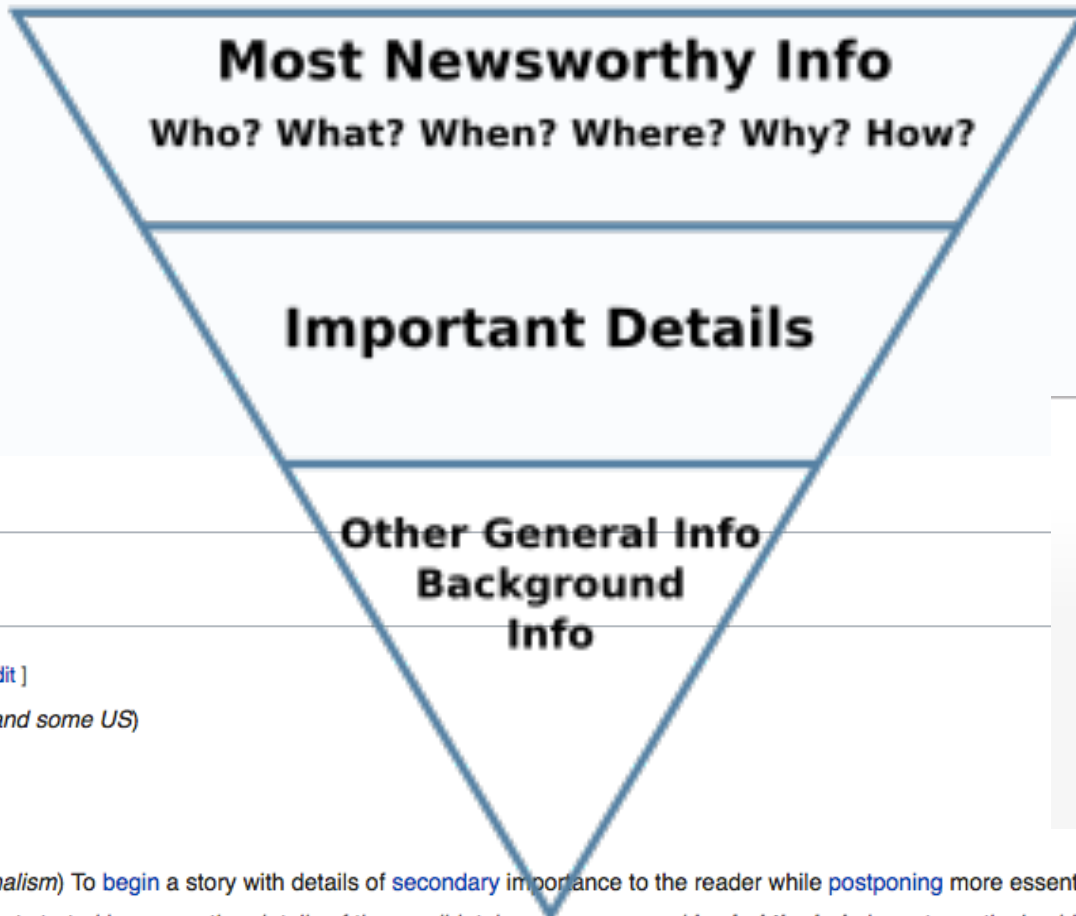 Most Newsworthy Info
Who? What? When? Where? Why? How?
Important Details
Other General Info
Background
Info
dit ]
and some US)
nalism) To begin a story with details of secondary importance to the reader while postponing more essent